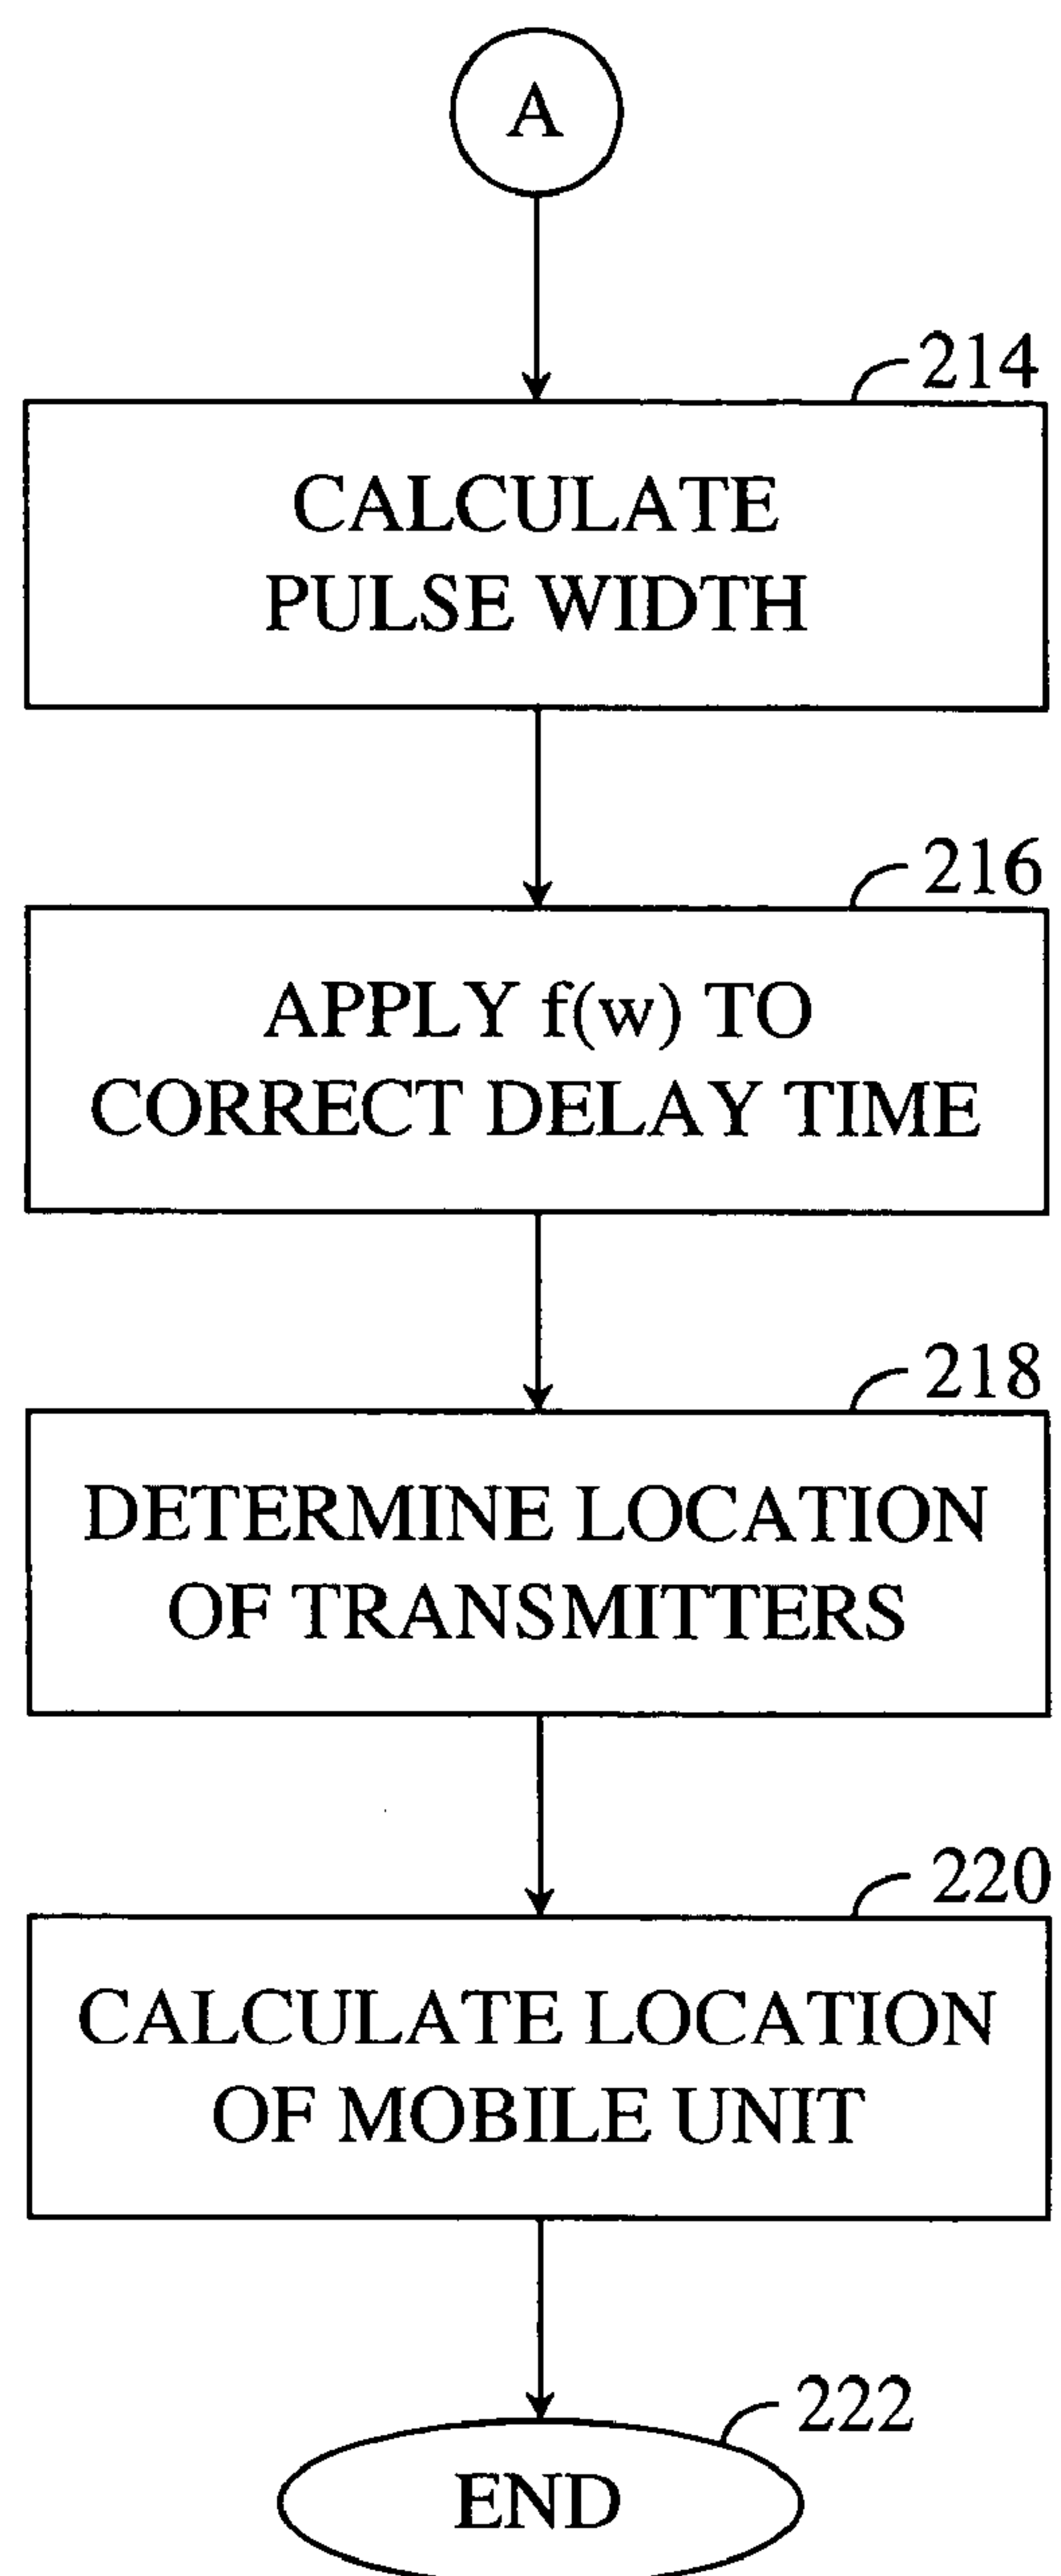 A
214
CALCULATE
PULSE WIDTH
216
APPLY f(w) TO
CORRECT DELAY TIME
218
DETERMINE LOCATION
OF TRANSMITTERS
220
CALCULATE LOCATION
OF MOBILE UNIT
222
END